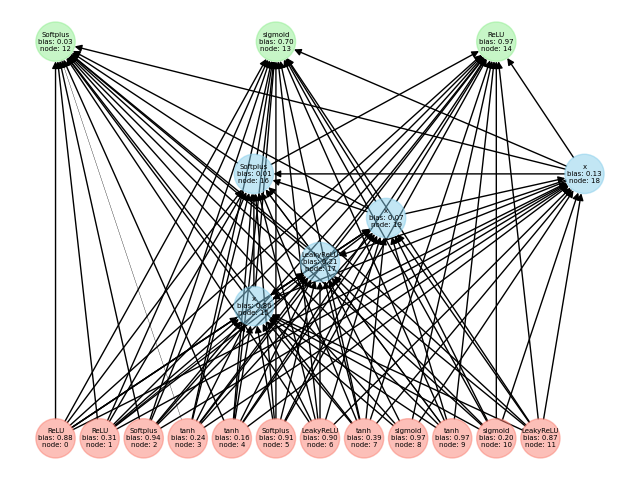 Softplus
bias: 0.03
node: 12
sigmoid
bias: 0.70
node: 13
ReLU
bias: 0.97
node: 14
Softplus
bias: 0.01
node: 16
x
bias: 0.13
node: 18
x
bias: 0.07
node: 19
LeakyReLU
bias: 0.21
node: 17
x
bias:
node: 15
ReLU
bias: 0.88
node: 0
ReLU
bias: 0.31
node: 1
Softplus
bias: 0.94
node: 2
tanh
bias: 0.24
node: 3
tanh
bias: 0.16
node: 4
Softplus
bias: 0.91
node: 5
LeakyReLU
bias: 0.90
node: 6
tanh
bias: 0.39
node: 7
sigmoid
bias: 0.97
node: 8
tanh
bias: 0.97
node: 9
sigmoid
bias: 0.20
node: 10
LeakyReLU
bias: 0.87
node: 11